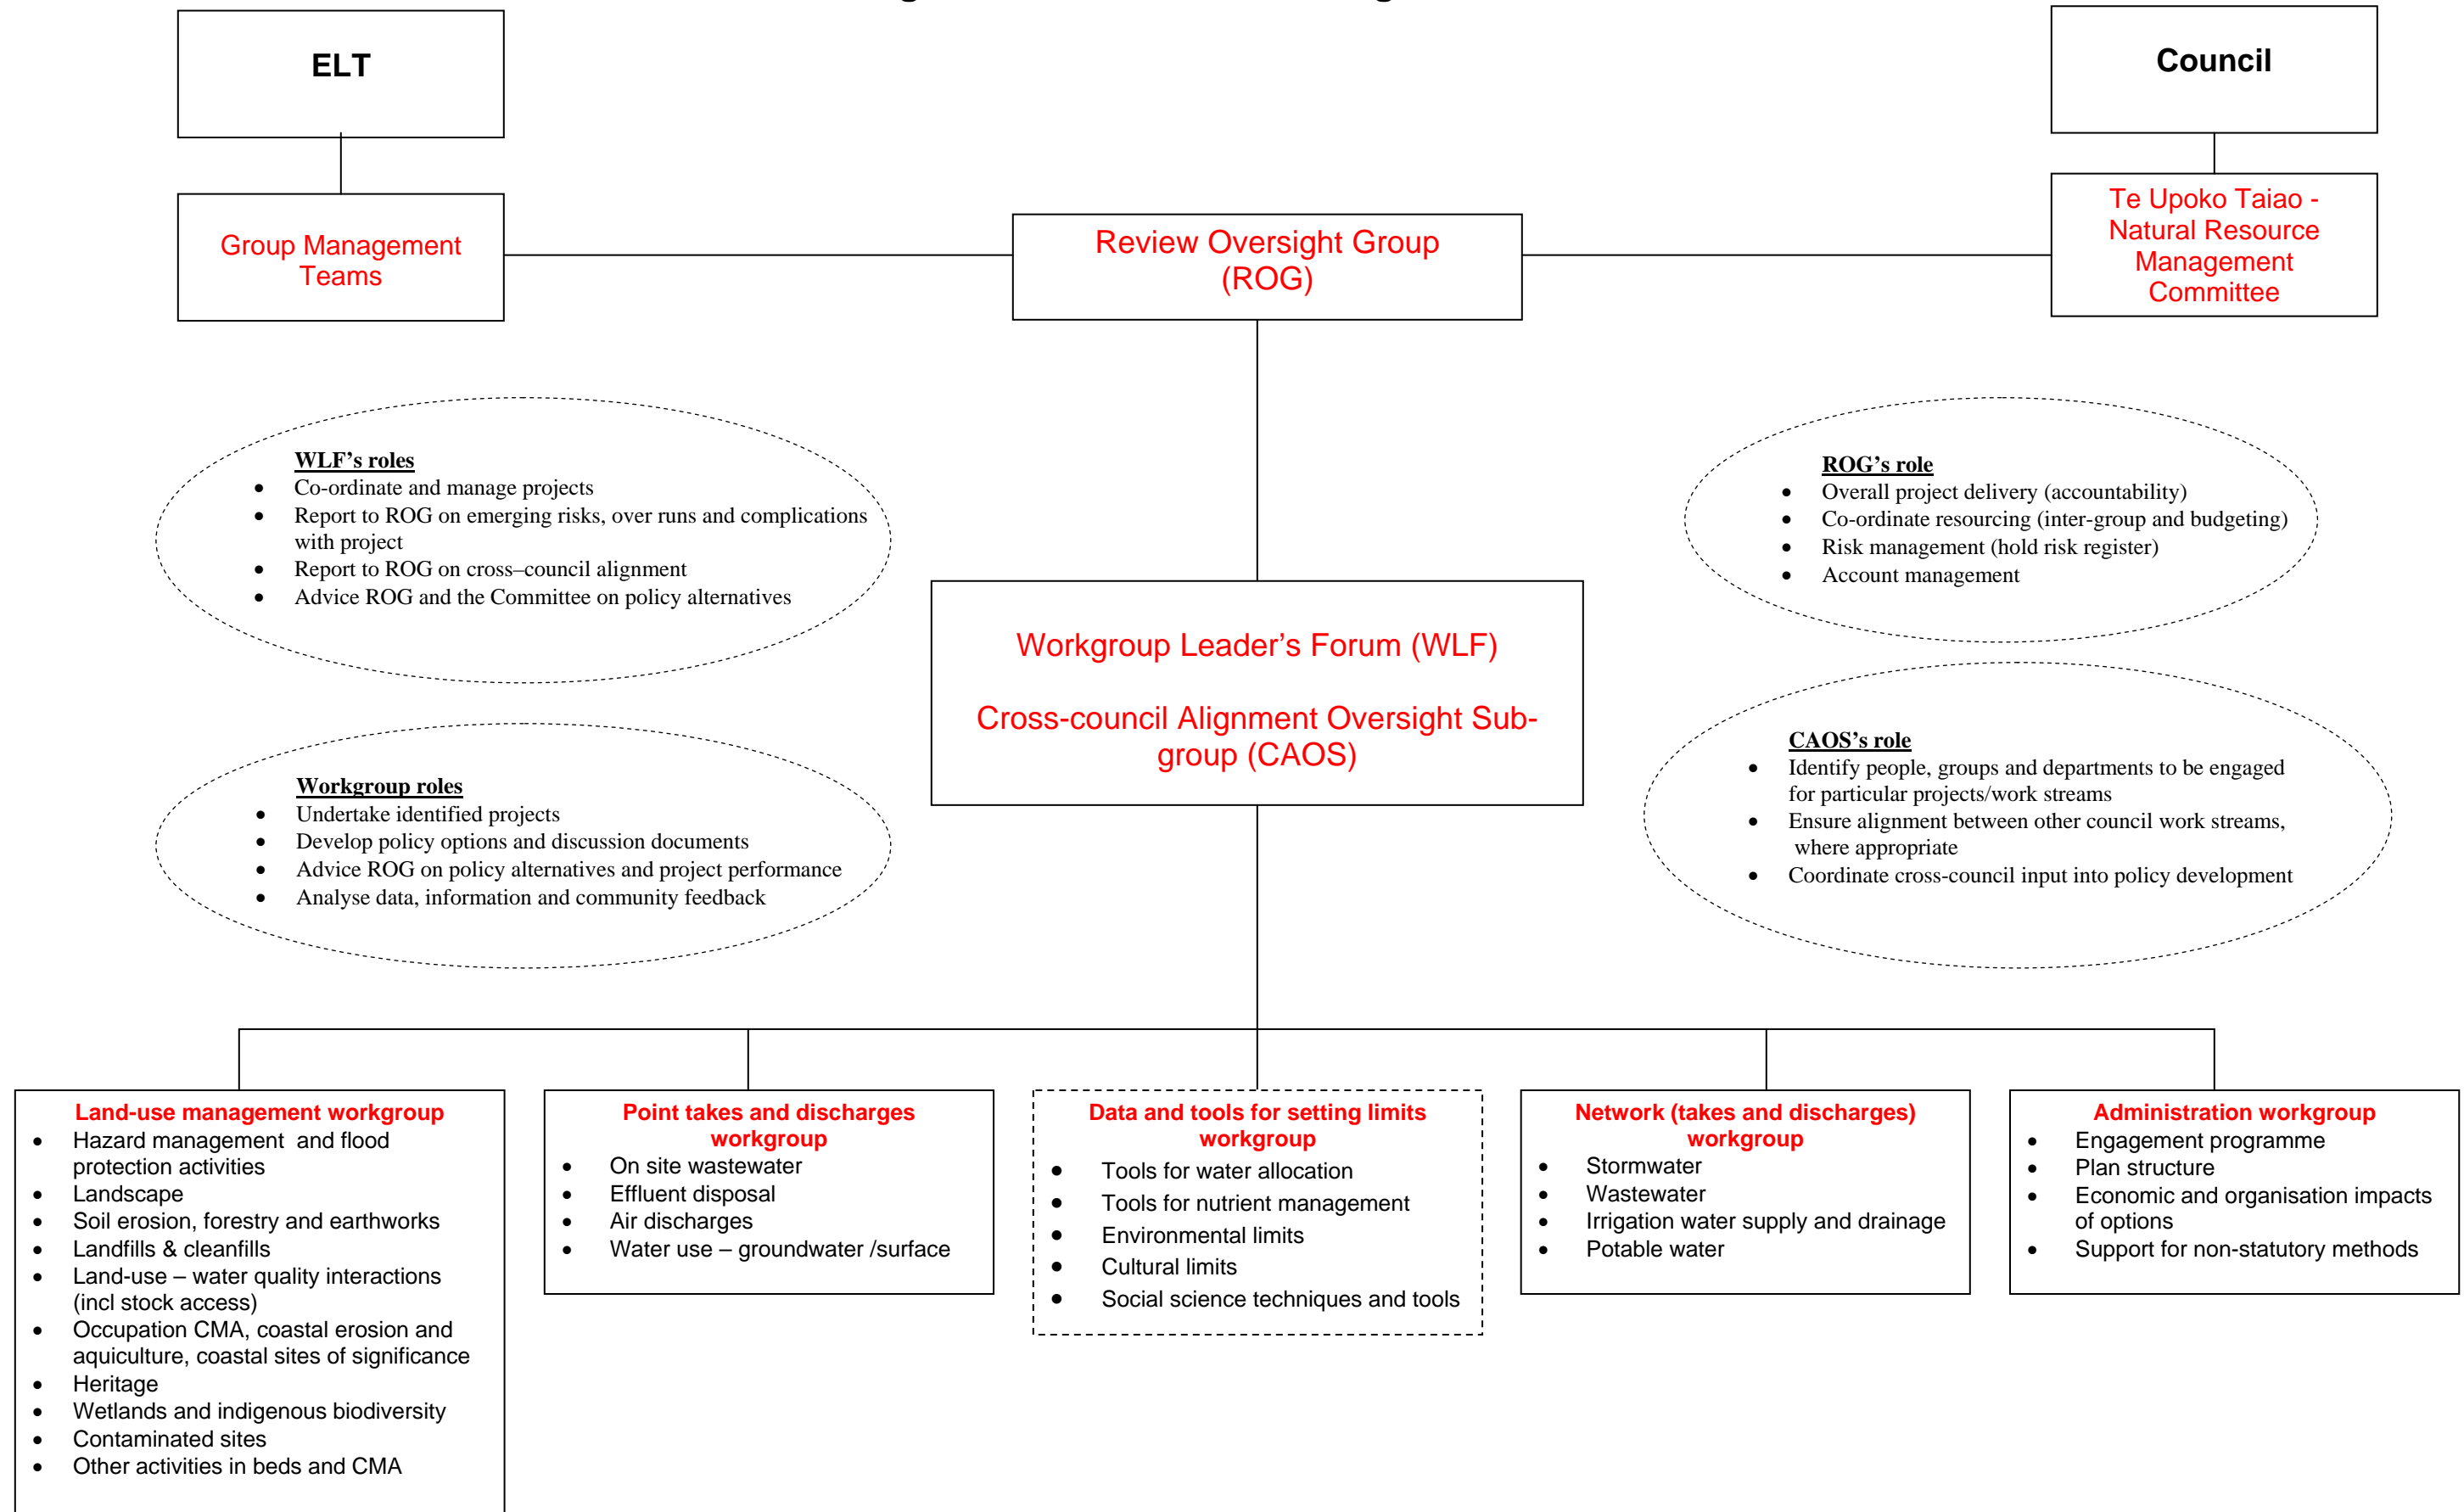 ELT
Council
Group Management
Teams
Review Oversight Group
(ROG)
Te Upoko Taiao -
Natural Resource
Management
Committee
WLF’s roles
• Co-ordinate and manage projects
• Report to ROG on emerging risks, over runs and complications
with project
• Report to ROG on cross–council alignment
• Advice ROG and the Committee on policy alternatives
ROG’s role
• Overall project delivery (accountability)
• Co-ordinate resourcing (inter-group and budgeting)
• Risk management (hold risk register)
• Account management
Workgroup Leader’s Forum (WLF)
Cross-council Alignment Oversight Sub-
group (CAOS)
Workgroup roles
• Undertake identified projects
• Develop policy options and discussion documents
• Advice ROG on policy alternatives and project performance
• Analyse data, information and community feedback
CAOS’s role
• Identify people, groups and departments to be engaged
for particular projects/work streams
• Ensure alignment between other council work streams,
where appropriate
• Coordinate cross-council input into policy development
Land-use management workgroup
• Hazard management and flood
protection activities
• Landscape
• Soil erosion, forestry and earthworks
• Landfills & cleanfills
• Land-use – water quality interactions
(incl stock access)
• Occupation CMA, coastal erosion and
aquiculture, coastal sites of significance
• Heritage
• Wetlands and indigenous biodiversity
• Contaminated sites
• Other activities in beds and CMA
Point takes and discharges
workgroup
• On site wastewater
• Effluent disposal
• Air discharges
• Water use – groundwater /surface
Data and tools for setting limits
workgroup
• Tools for water allocation
• Tools for nutrient management
• Environmental limits
• Cultural limits
• Social science techniques and tools
Network (takes and discharges)
workgroup
• Stormwater
• Wastewater
• Irrigation water supply and drainage
• Potable water
Administration workgroup
• Engagement programme
• Plan structure
• Economic and organisation impacts
of options
• Support for non-statutory methods